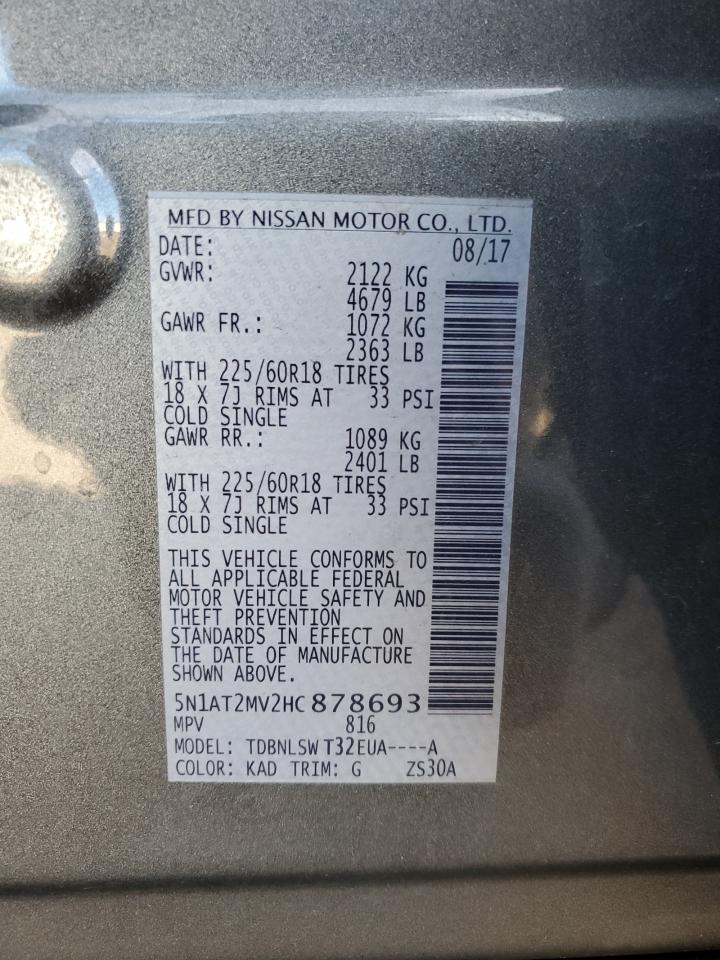 MFD BY NISSAN MOTOR CO., LTD.
DATE: 08/17
GVWR: 2122 KG
4679 LB
GAWR FR.: 1072 KG
2363 LB
WITH 225/60R18 TIRES
18 X 7J RIMS AT 33 PSI
COLD SINGLE
GAWR RR.: 1089 KG
2401 LB
WITH 225/60R18 TIRES
18 X 7J RIMS AT 33 PSI
COLD SINGLE
THIS VEHICLE CONFORMS TO
ALL APPLICABLE FEDERAL
MOTOR VEHICLE SAFETY AND
THEFT PREVENTION
STANDARDS IN EFFECT ON
THE DATE OF MANUFACTURE
SHOWN ABOVE.
5N1AT2MV2HC878693
MPV 816
MODEL: TDBNLSW T32EUA----A
COLOR: KAD TRIM: G ZS30A